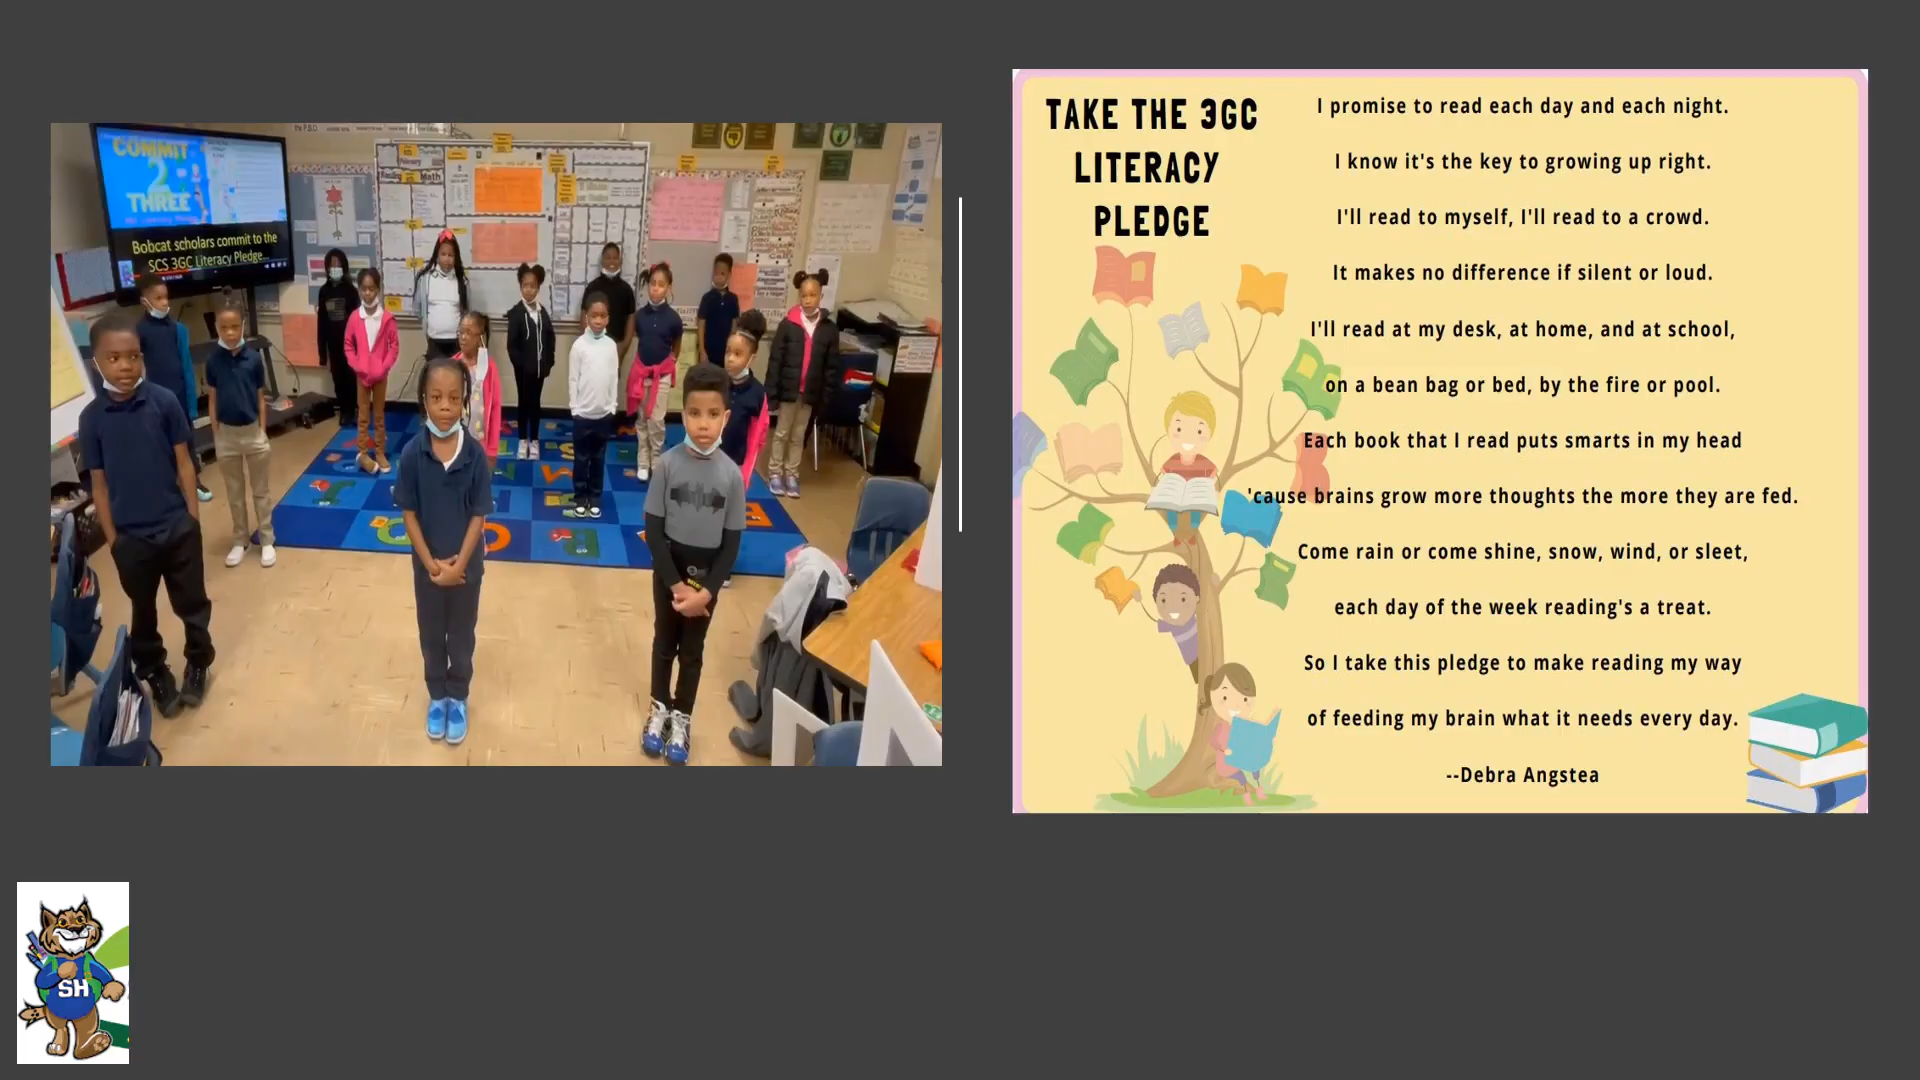 COMMIT
2
THREE
Bobcat scholars commit to the
SCS 3GC Literacy Pledge
Math
TAKE THE 3GC
LITERACY
PLEDGE
I promise to read each day and each night.
I know it's the key to growing up right.
I'll read to myself, I'll read to a crowd.
It makes no difference if silent or loud.
I'll read at my desk, at home, and at school,
on a bean bag or bed, by the fire or pool.
Each book that I read puts smarts in my head
'cause brains grow more thoughts the more they are fed.
Come rain or come shine, snow, wind, or sleet,
each day of the week reading's a treat.
So I take this pledge to make reading my way
of feeding my brain what it needs every day.
--Debra Angstea
SH